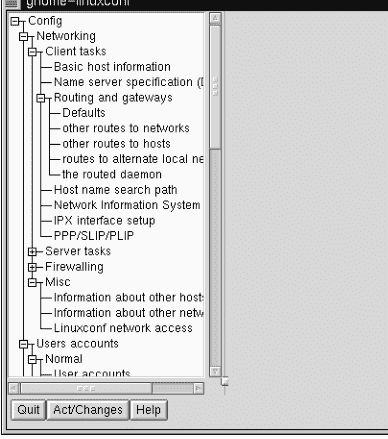 gnome-linuxconf
Config
Networking
Client tasks
Basic host information
Name server specification (
Routing and gateways
Defaults
other routes to networks
other routes to hosts
routes to alternate local ne
the routed daemon
Host name search path
Network Information System
IPX interface setup
PPP/SLIP/PLIP
Server tasks
Firewalling
Misc
Information about other hosts
Information about other netw
Linuxconf network access
Users accounts
Normal
User accounts
Quit Act/Changes Help